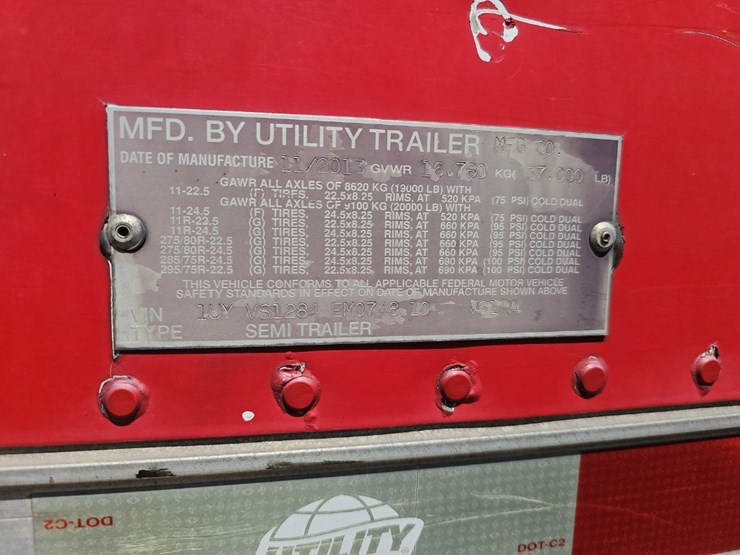 MFD. BY UTILITY TRAILER MFG CO.
DATE OF MANUFACTURE 11/2013 GVWR KG( LB)
GAWR ALL AXLES OF 8620 KG (19000 LB) WITH
11-22.5 (F) TIRES, 22.5x8.25 RIMS, AT 520 KPA (75 PSI) COLD DUAL
GAWR ALL AXLES OF 9100 KG (20000 LB) WITH
11-24.5 (F) TIRES, 24.5x8.25 RIMS, AT 520 KPA (75 PSI) COLD DUAL
11R-22.5 (G) TIRES, 22.5x8.25 RIMS, AT 660 KPA (95 PSI) COLD DUAL
11R-24.5 (G) TIRES, 24.5x8.25 RIMS, AT 660 KPA (95 PSI) COLD DUAL
275/80R-22.5 (G) TIRES, 22.5x8.25 RIMS, AT 660 KPA (95 PSI) COLD DUAL
275/80R-24.5 (G) TIRES, 24.5x8.25 RIMS, AT 660 KPA (95 PSI) COLD DUAL
285/75R-24.5 (G) TIRES, 24.5x8.25 RIMS, AT 690 KPA (100 PSI) COLD DUAL
295/75R-22.5 (G) TIRES, 22.5x8.25 RIMS, AT 690 KPA (100 PSI) COLD DUAL
THIS VEHICLE CONFORMS TO ALL APPLICABLE FEDERAL MOTOR VEHICLE
SAFETY STANDARDS IN EFFECT ON DATE OF MANUFACTURE SHOWN ABOVE
VIN 1UY VS1284
TYPE SEMI TRAILER
DOT-C2
UTILITY
DOT-C2